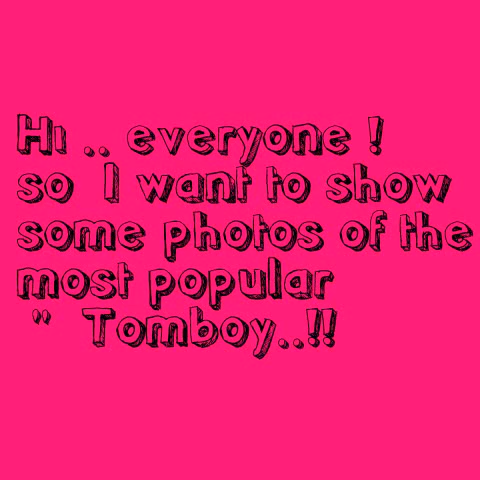 Hi .. everyone !
so I want to show
some photos of the
most popular
" Tomboy..!!